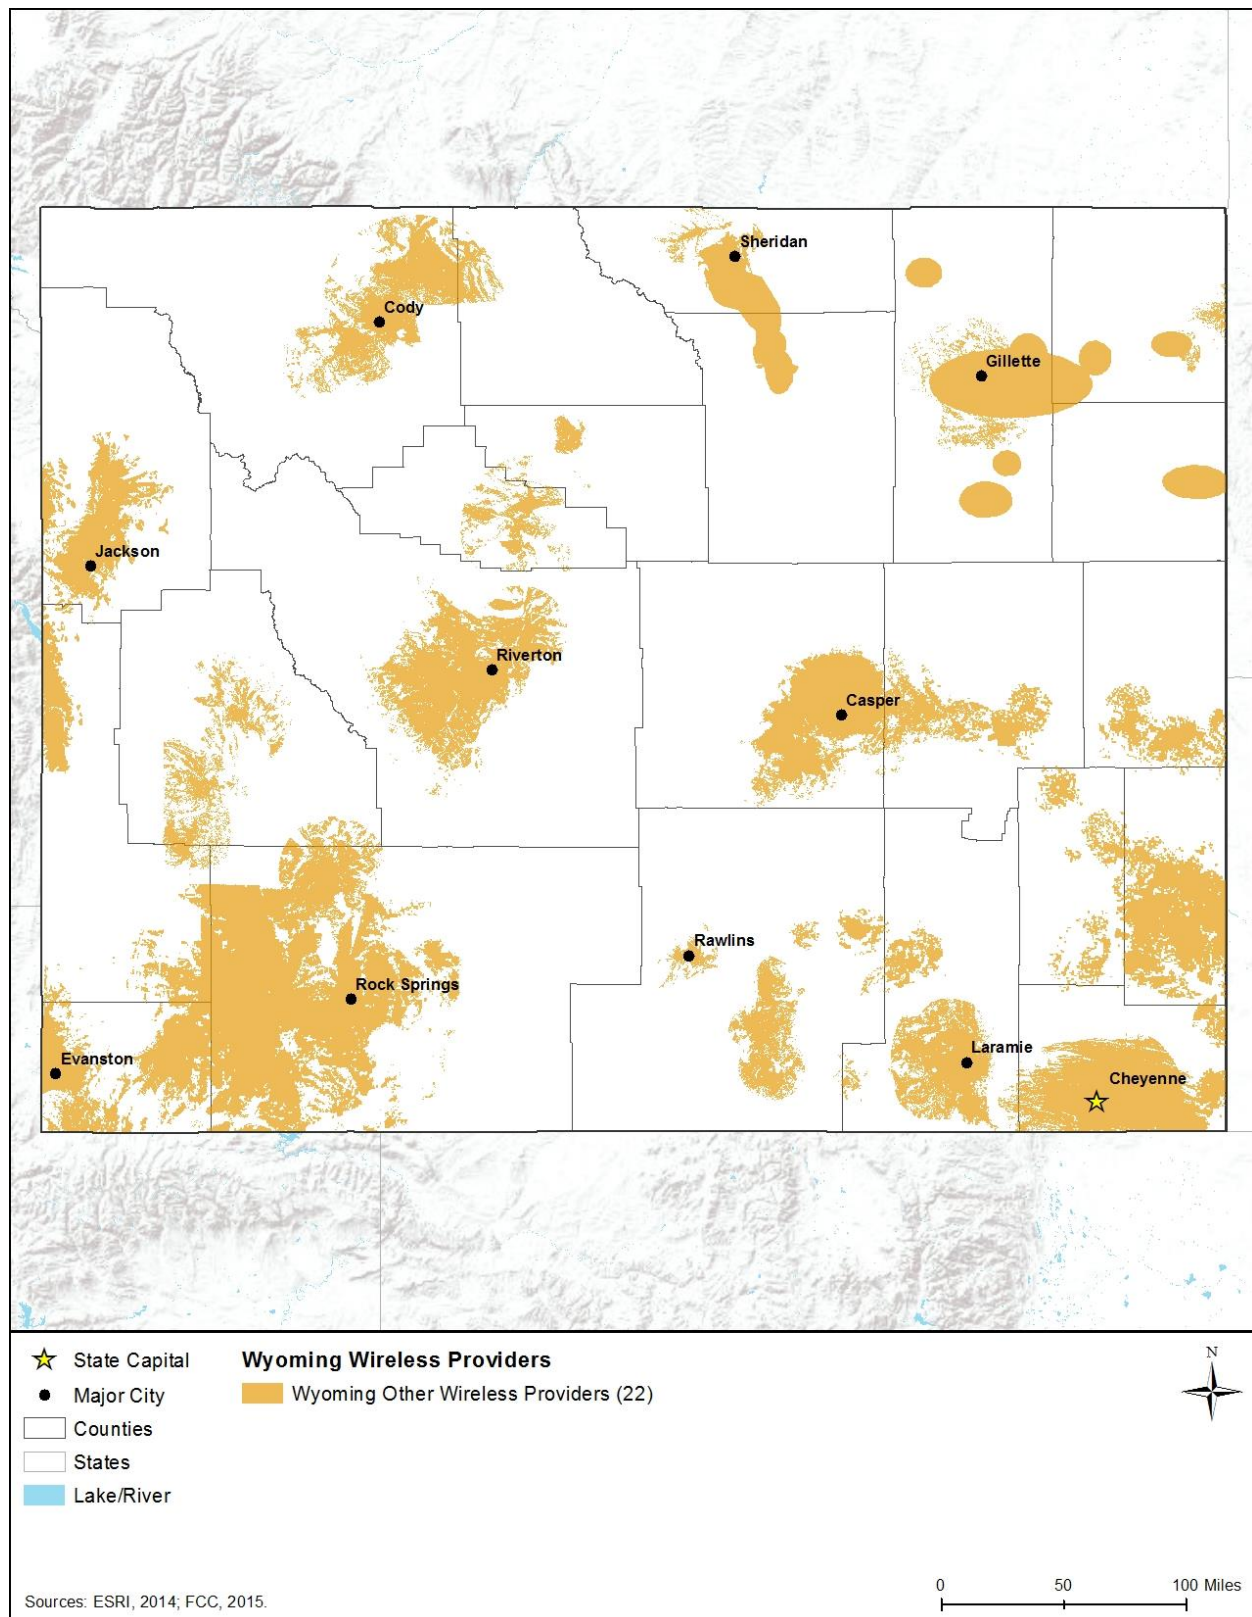 Sheridan
Cody
Gillette
Jackson
Riverton
Casper
Rawlins
Rock Springs
Evanston
Laramie
Cheyenne
State Capital
Major City
Counties
States
Lake/River
Wyoming Wireless Providers
Wyoming Other Wireless Providers (22)
N
Sources: ESRI, 2014; FCC, 2015.
0 50 100 Miles